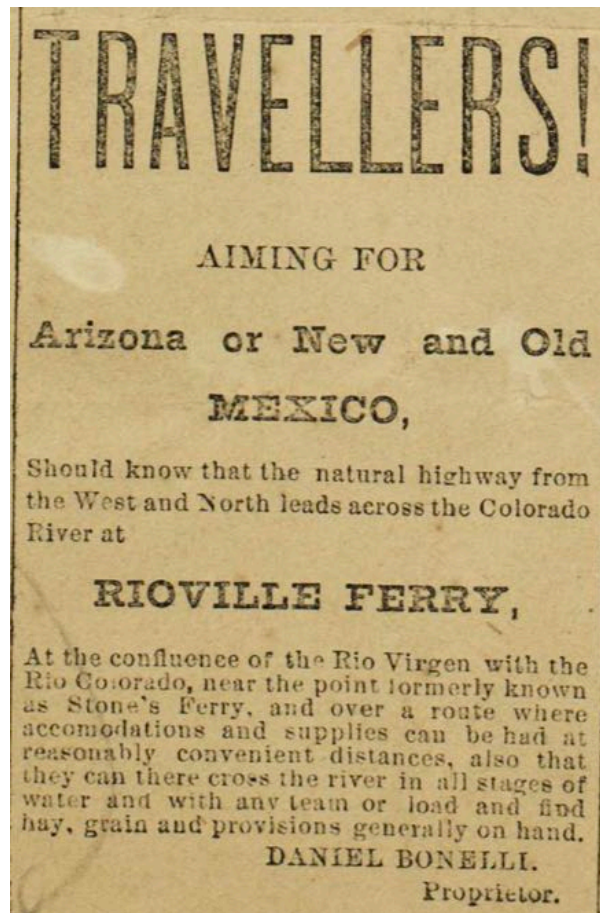 TRAVELLERS!
AIMING FOR
Arizona or New and Old
MEXICO,
Should know that the natural highway from
the West and North leads across the Colorado
River at
RIOVILLE FERRY,
At the confluence of the Rio Virgen with the
Rio Colorado, near the point formerly known
as Stone's Ferry, and over a route where
accomodations and supplies can be had at
reasonably convenient distances, also that
they can there cross the river in all stages of
water and with any team or load and find
hay, grain and provisions generally on hand.
DANIEL BONELLI.
Proprietor.